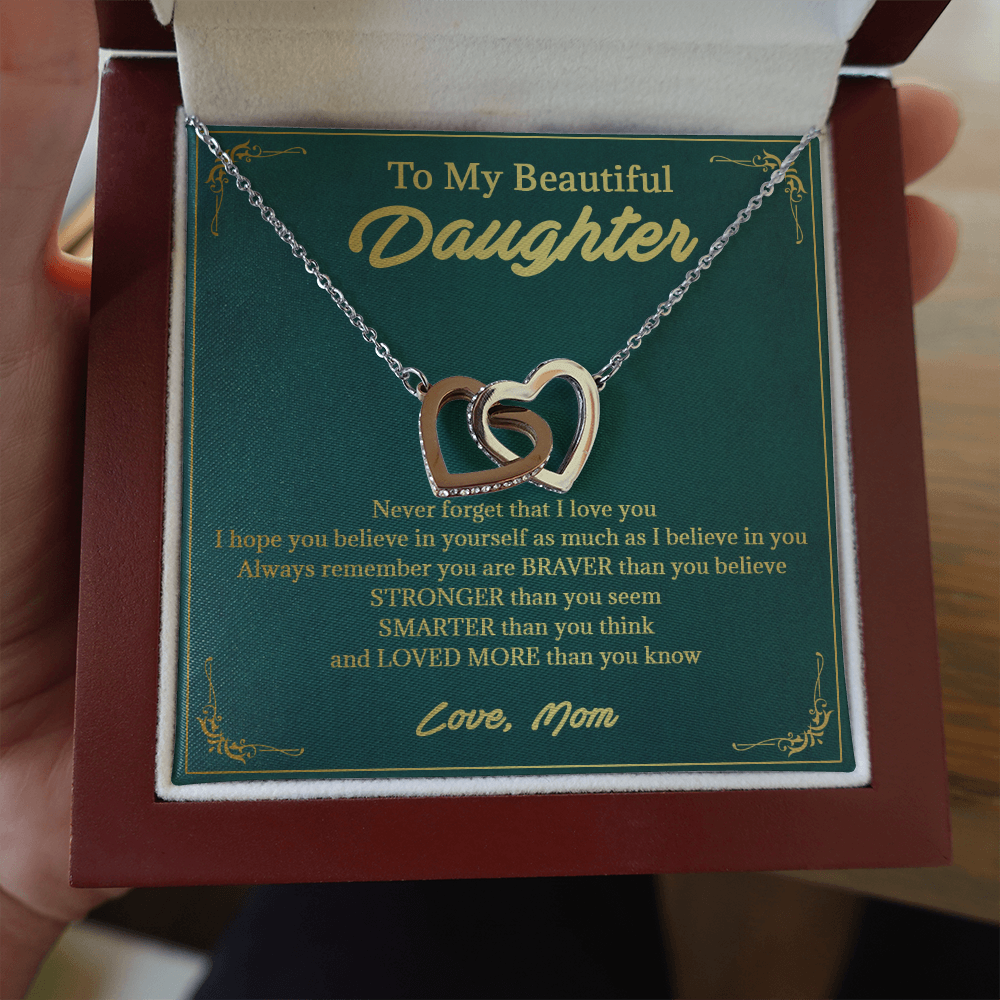 To My Beautiful
Daughter
Never forget that I love you
I hope you believe in yourself as much as I believe in you
Always remember you are BRAVER than you believe
STRONGER than you seem
SMARTER than you think
and LOVED MORE than you know
Love, Mom